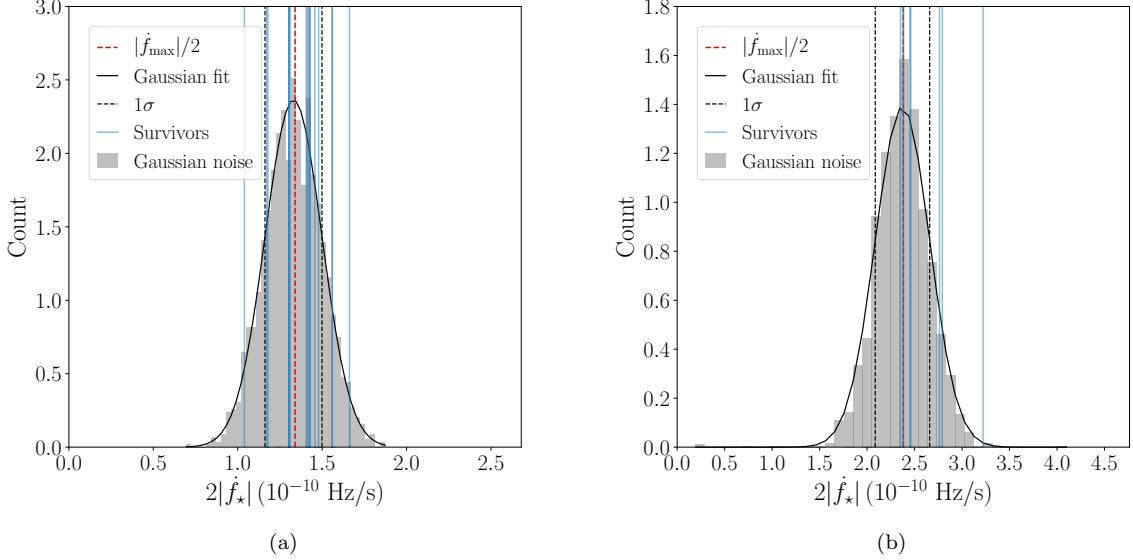 3.0
2.5
2.0
1.5
1.0
0.5
0.0
Count
|ḟmax|/2
Gaussian fit
1σ
Survivors
Gaussian noise
0.0 0.5 1.0 1.5 2.0 2.5
2|ḟ⋆| (10⁻¹⁰ Hz/s)
(a)
1.8
1.6
1.4
1.2
1.0
0.8
0.6
0.4
0.2
0.0
Count
|ḟmax|/2
Gaussian fit
1σ
Survivors
Gaussian noise
0.0 0.5 1.0 1.5 2.0 2.5 3.0 3.5 4.0 4.5
2|ḟ⋆| (10⁻¹⁰ Hz/s)
(b)